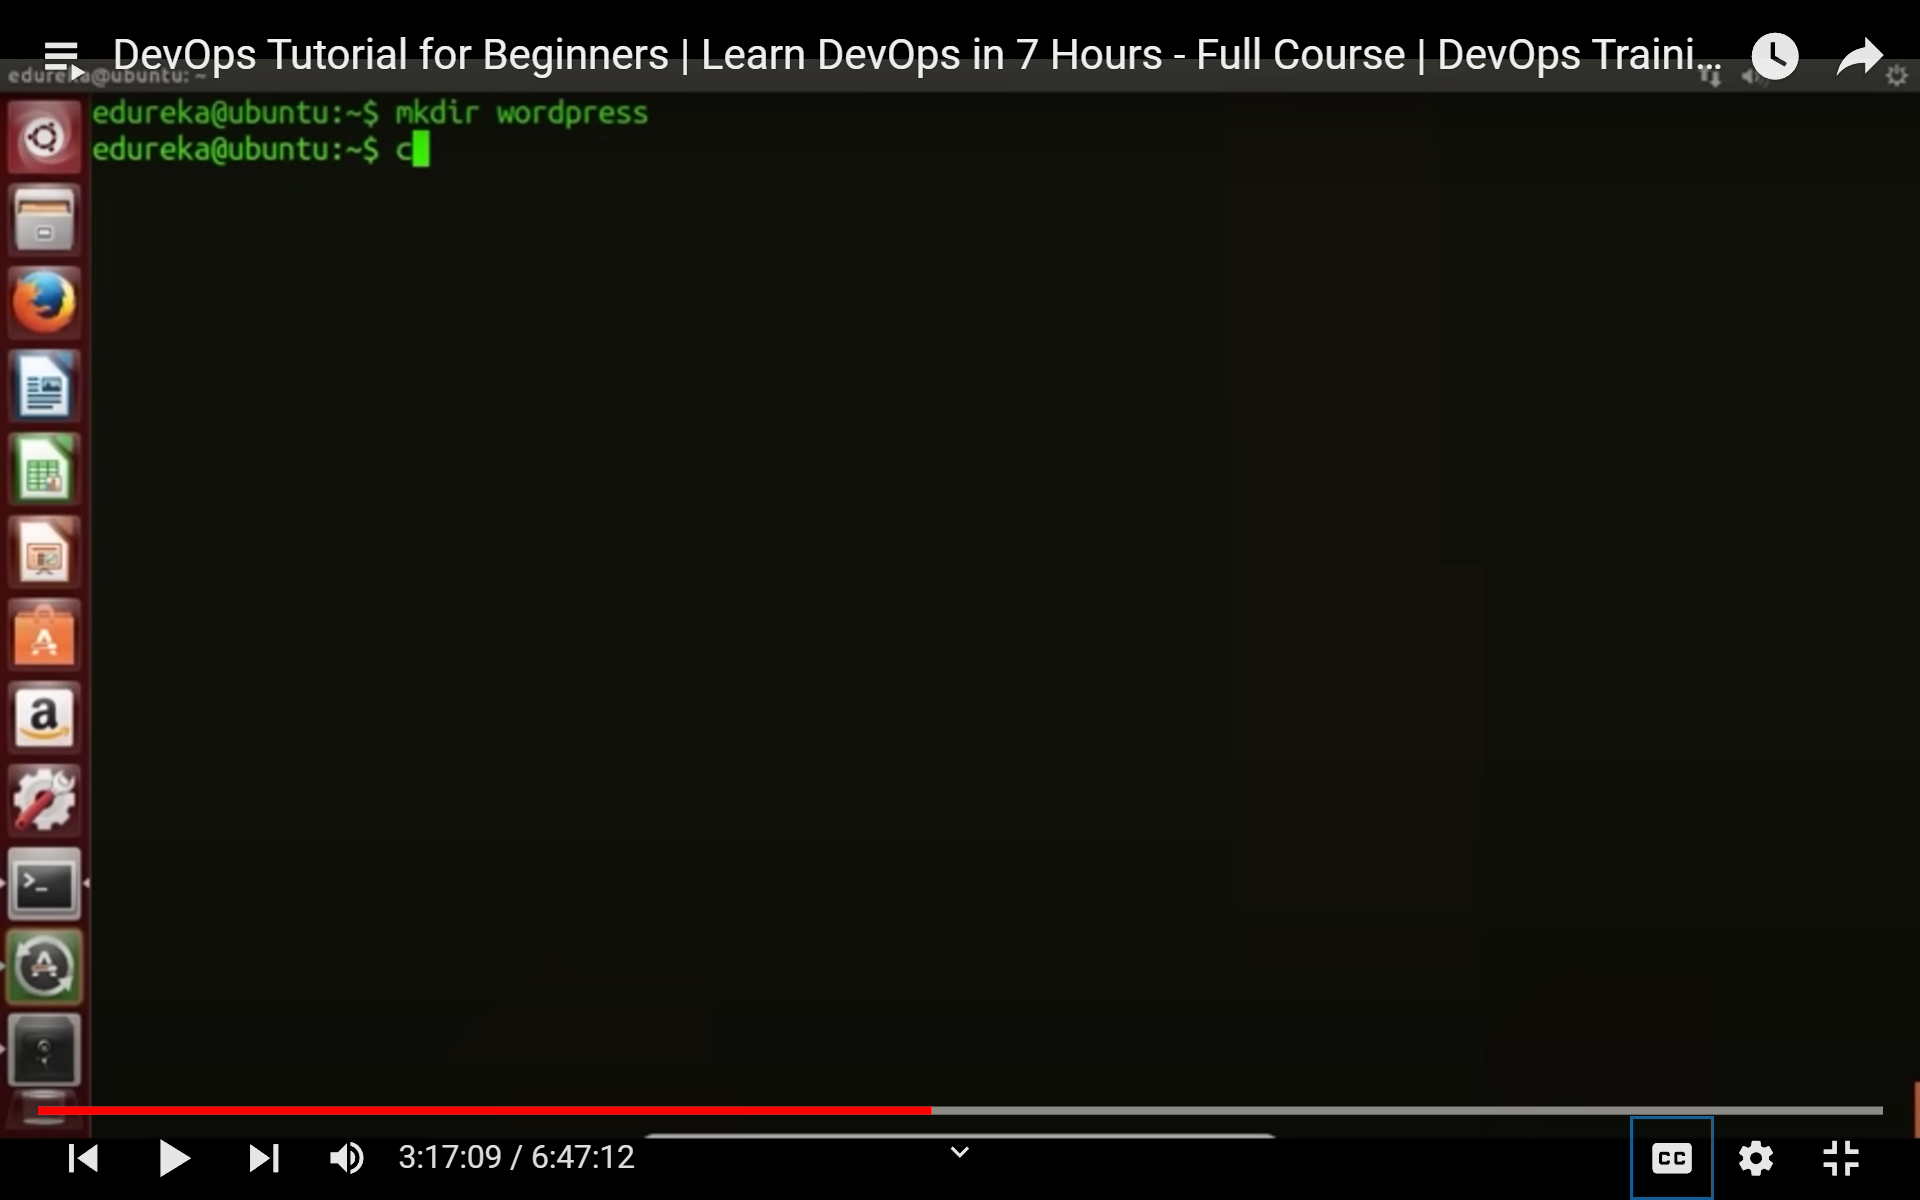 DevOps Tutorial for Beginners | Learn DevOps in 7 Hours - Full Course | DevOps Traini...
edureka@ubuntu: ~
edureka@ubuntu:~$ mkdir wordpress
edureka@ubuntu:~$ c
a
>_
3:17:09 / 6:47:12
CC